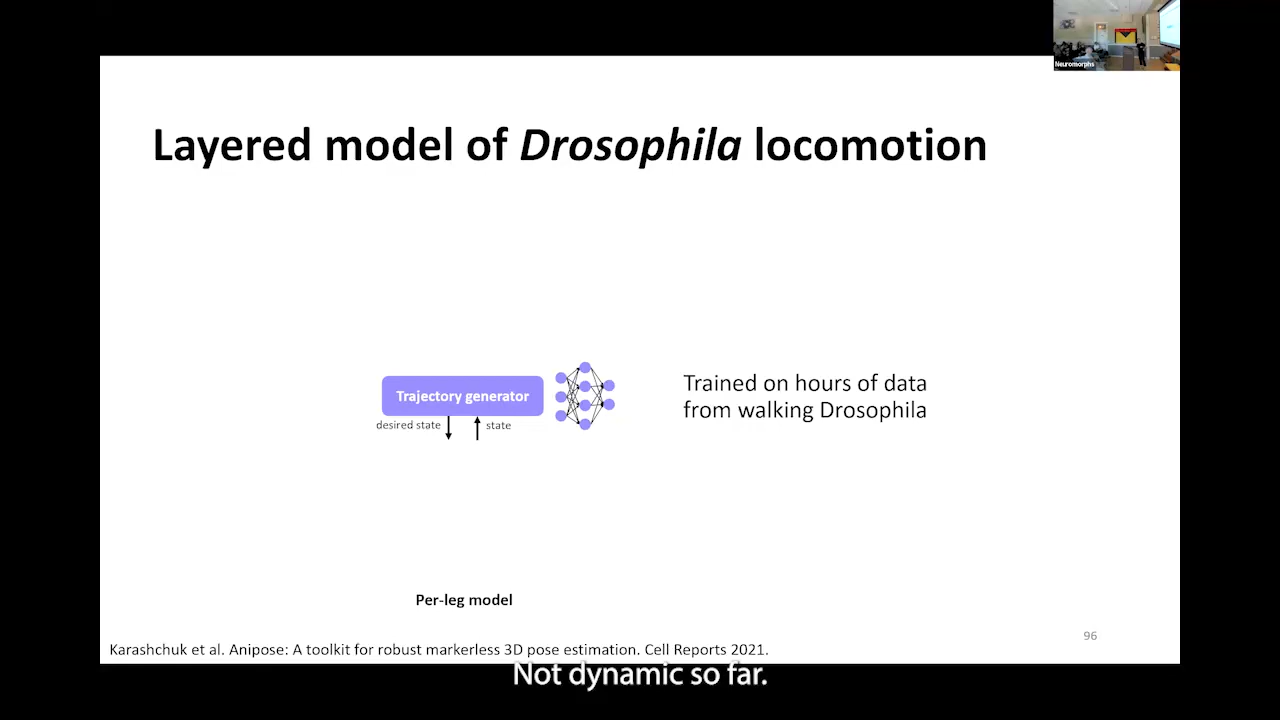 Neuromorphs
Layered model of Drosophila locomotion
Trajectory generator
desired state
state
Trained on hours of data
from walking Drosophila
Per-leg model
96
Karashchuk et al. Anipose: A toolkit for robust markerless 3D pose estimation. Cell Reports 2021.
Not dynamic so far.